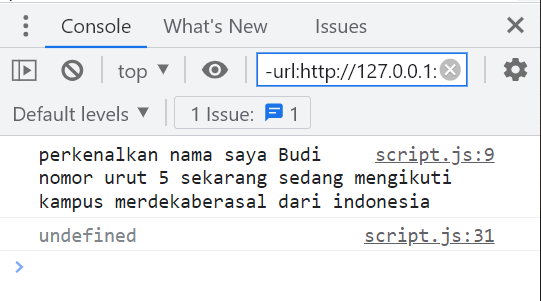 Console What's New Issues
top -url:http://127.0.0.1:
Default levels 1 Issue: 1
perkenalkan nama saya Budi script.js:9
nomor urut 5 sekarang sedang mengikuti
kampus merdekaberasal dari indonesia
undefined script.js:31